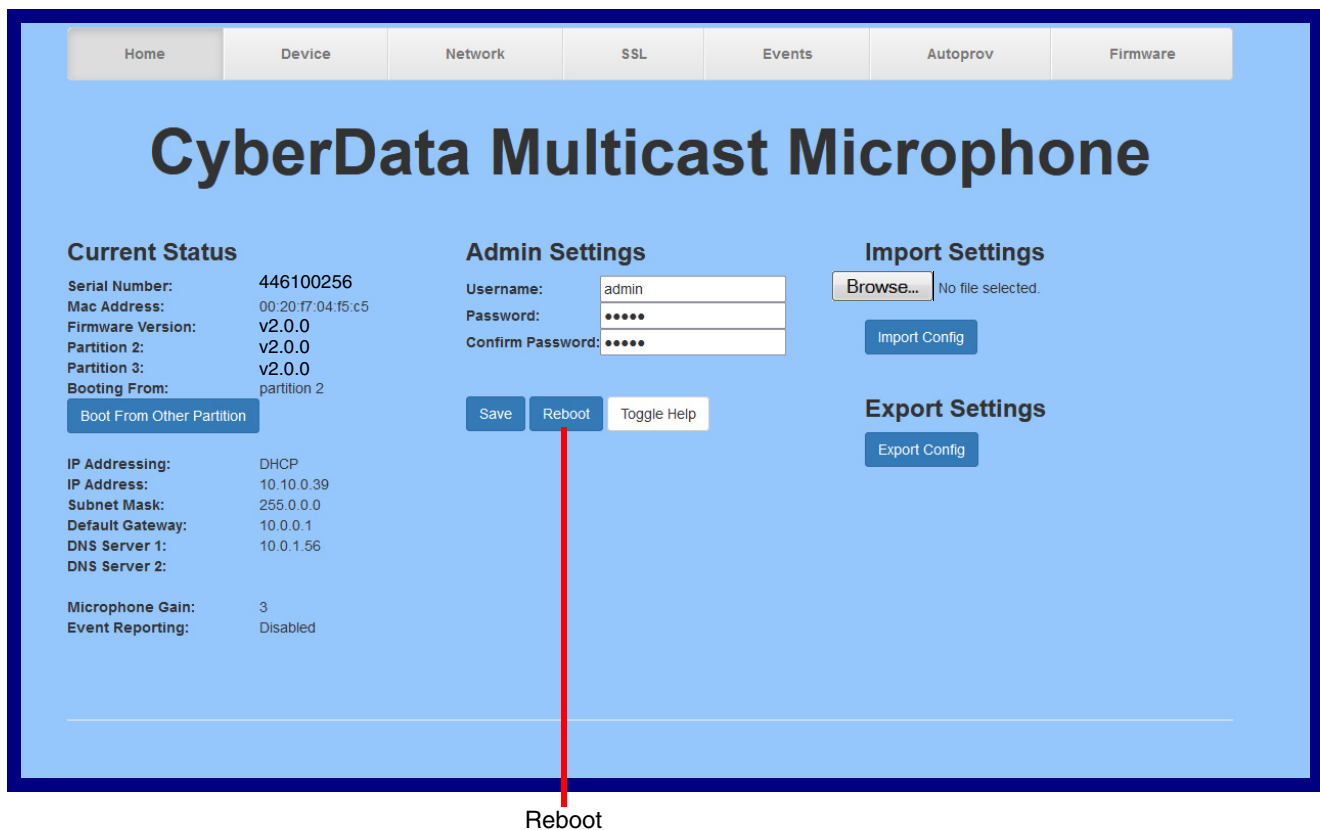 Home Device Network SSL Events Autoprov Firmware
CyberData Multicast Microphone
Current Status
Serial Number: 446100256
Mac Address: 00:20:f7:04:f5:c5
Firmware Version: v2.0.0
Partition 2: v2.0.0
Partition 3: v2.0.0
Booting From: partition 2
Boot From Other Partition
IP Addressing: DHCP
IP Address: 10.10.0.39
Subnet Mask: 255.0.0.0
Default Gateway: 10.0.0.1
DNS Server 1: 10.0.1.56
DNS Server 2:
Microphone Gain: 3
Event Reporting: Disabled
Admin Settings
Username: admin
Password: •••••
Confirm Password: •••••
Save Reboot Toggle Help
Import Settings
Browse... No file selected.
Import Config
Export Settings
Export Config
Reboot